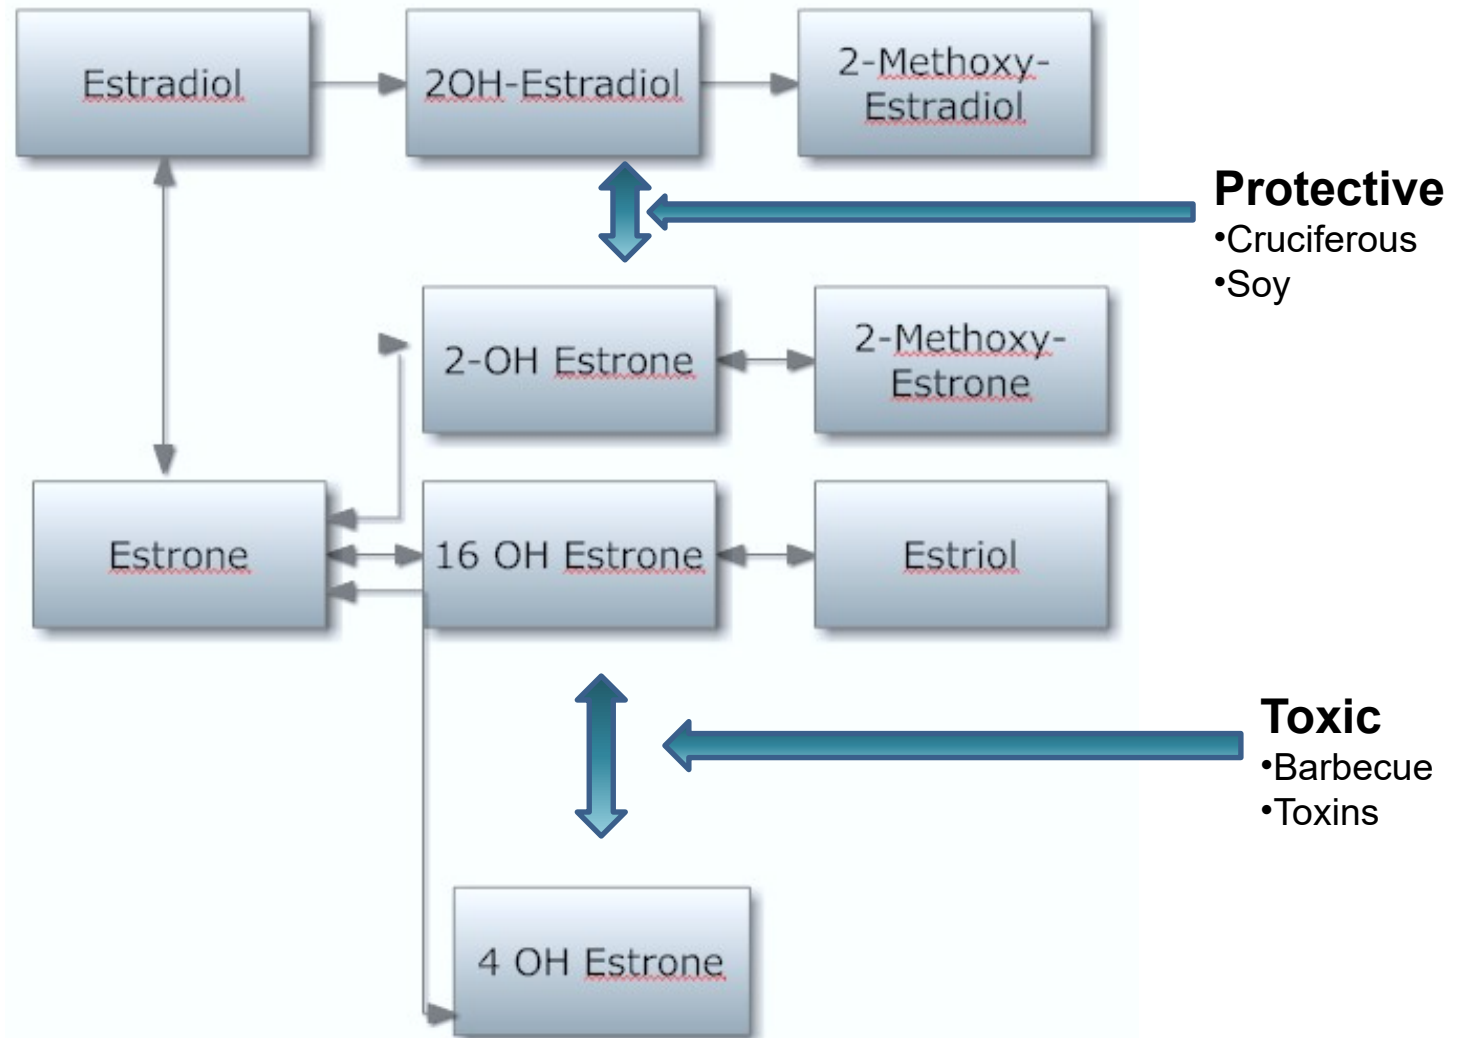 Estradiol
2OH-Estradiol
2-Methoxy-
Estradiol
Protective
•Cruciferous
•Soy
2-OH Estrone
2-Methoxy-
Estrone
Estrone
16 OH Estrone
Estriol
Toxic
•Barbecue
•Toxins
4 OH Estrone